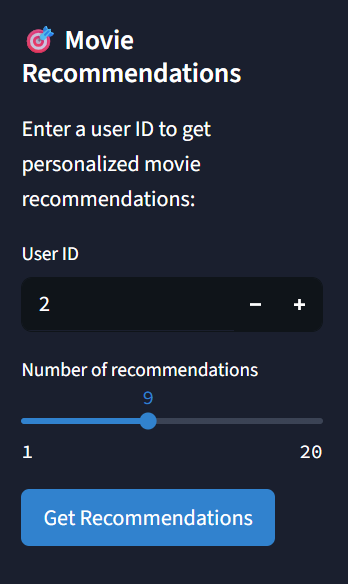 🎯 Movie
Recommendations
Enter a user ID to get
personalized movie
recommendations:
User ID
2
Number of recommendations
9
1 20
Get Recommendations